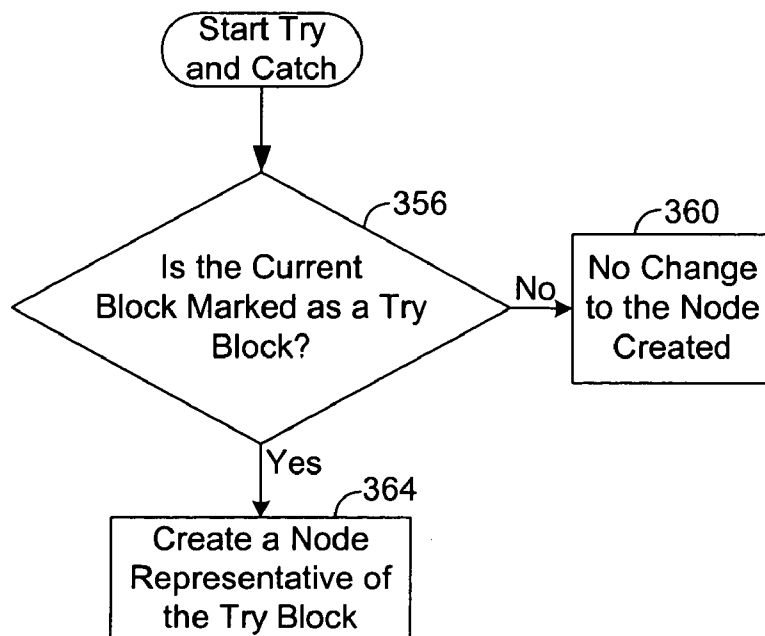 Start Try
and Catch
356
Is the Current
Block Marked as a Try
Block?
No
360
No Change
to the Node
Created
Yes
364
Create a Node
Representative of
the Try Block